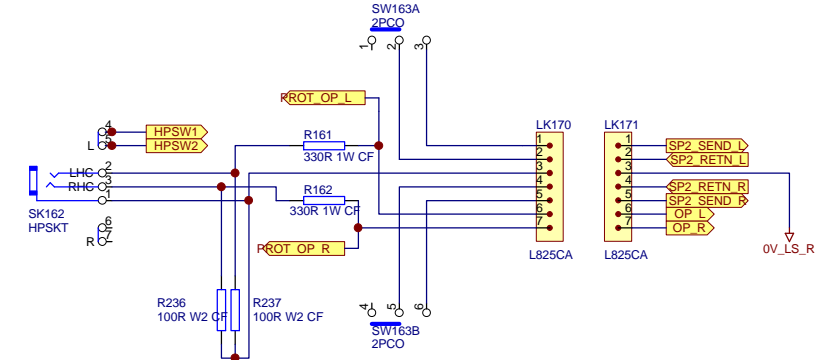 SW163A
2PCO
1
2
3
PROT_OP_L
LK170
LK171
4
HPSW1
L
5
HPSW2
R161
330R 1W CF
1
2
3
4
5
6
7
1
2
3
4
5
6
7
SP2_SEND_L
SP2_RETN_L
SP2_RETN_R
SP2_SEND_R
OP_L
OP_R
LHC
2
RHC
3
1
R162
330R 1W CF
SK162
HPSKT
6
R
7
PROT_OP_R
L825CA
L825CA
0V_LS_R
R236
100R W2 CF
R237
100R W2 CF
4
5
6
SW163B
2PCO